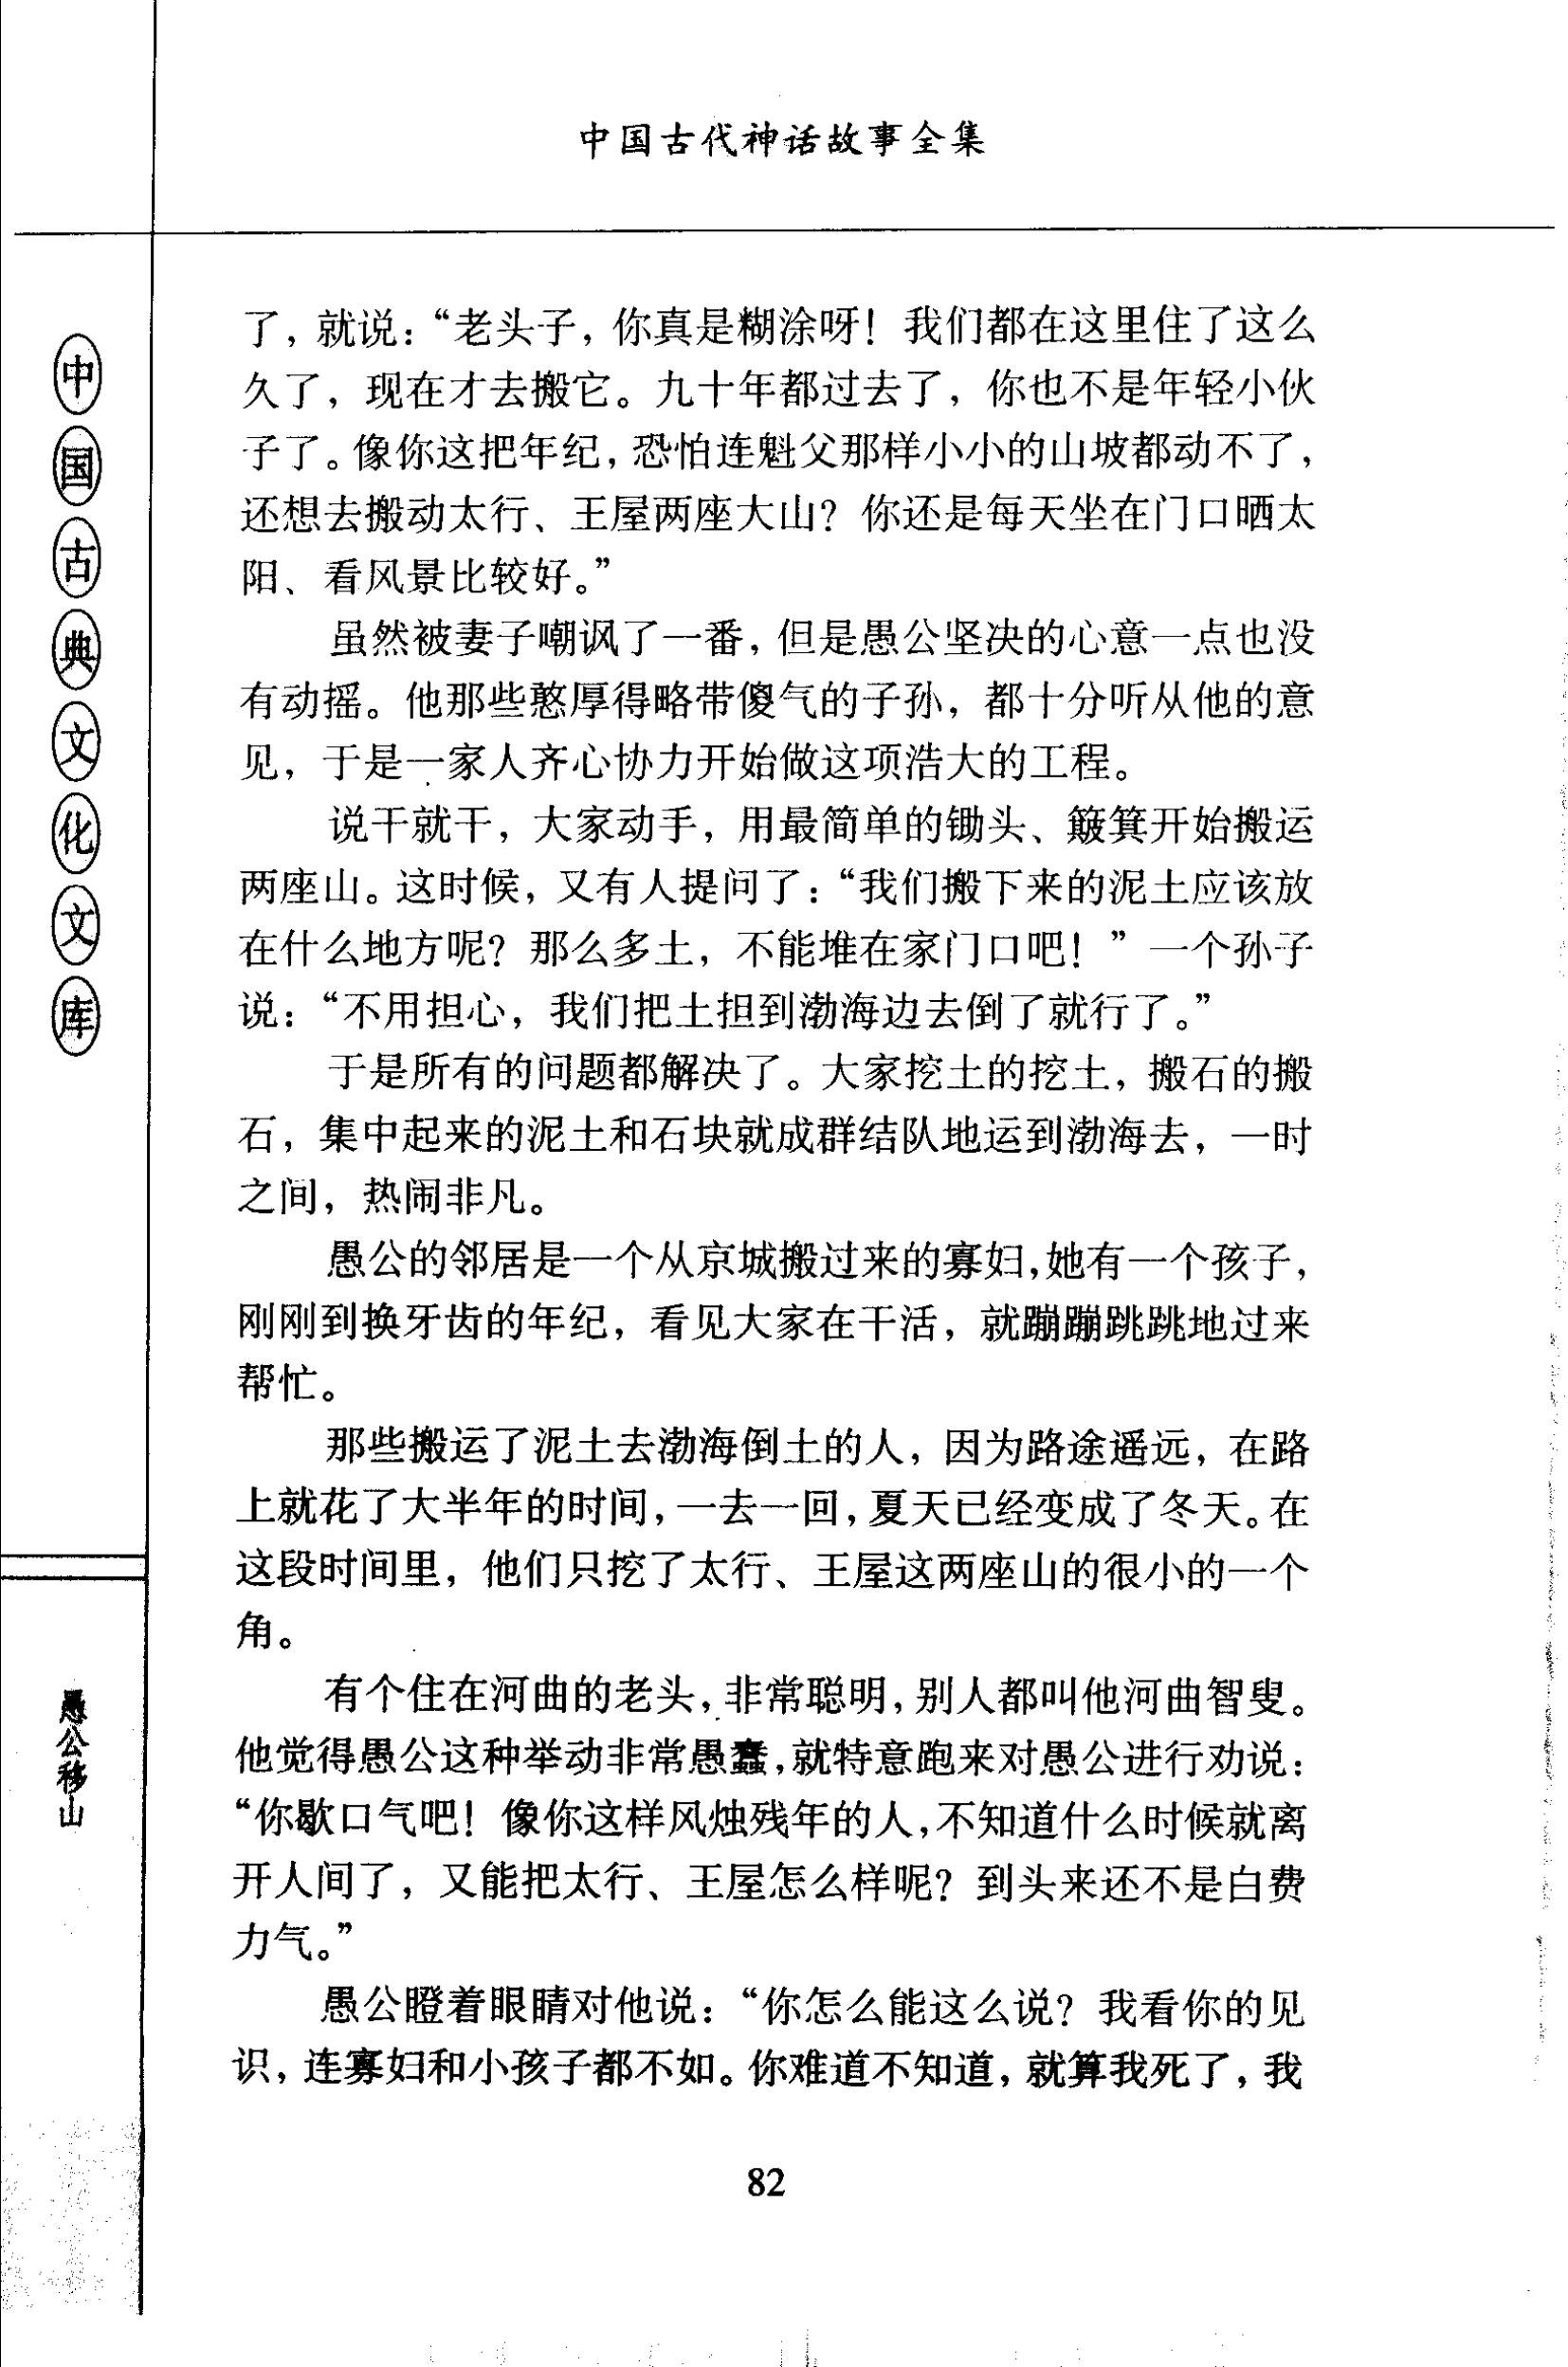 中国古代神话故事全集
中国古典文化文库
愚公移山
了，就说：“老头子，你真是糊涂呀！我们都在这里住了这么
久了，现在才去搬它。九十年都过去了，你也不是年轻小伙
子了。像你这把年纪，恐怕连魁父那样小小的山坡都动不了，
还想去搬动太行、王屋两座大山？你还是每天坐在门口晒太
阳、看风景比较好。”
虽然被妻子嘲讽了一番，但是愚公坚决的心意一点也没
有动摇。他那些憨厚得略带傻气的子孙，都十分听从他的意
见，于是一家人齐心协力开始做这项浩大的工程。
说干就干，大家动手，用最简单的锄头、簸箕开始搬运
两座山。这时候，又有人提问了：“我们搬下来的泥土应该放
在什么地方呢？那么多土，不能堆在家门口吧！”一个孙子
说：“不用担心，我们把土担到渤海边去倒了就行了。”
于是所有的问题都解决了。大家挖土的挖土，搬石的搬
石，集中起来的泥土和石块就成群结队地运到渤海去，一时
之间，热闹非凡。
愚公的邻居是一个从京城搬过来的寡妇，她有一个孩子，
刚刚到换牙齿的年纪，看见大家在干活，就蹦蹦跳跳地过来
帮忙。
那些搬运了泥土去渤海倒土的人，因为路途遥远，在路
上就花了大半年的时间，一去一回，夏天已经变成了冬天。在
这段时间里，他们只挖了太行、王屋这两座山的很小的一个
角。
有个住在河曲的老头，非常聪明，别人都叫他河曲智叟。
他觉得愚公这种举动非常愚蠢，就特意跑来对愚公进行劝说：
“你歇口气吧！像你这样风烛残年的人，不知道什么时候就离
开人间了，又能把太行、王屋怎么样呢？到头来还不是白费
力气。”
愚公瞪着眼睛对他说：“你怎么能这么说？我看你的见
识，连寡妇和小孩子都不如。你难道不知道，就算我死了，我
82